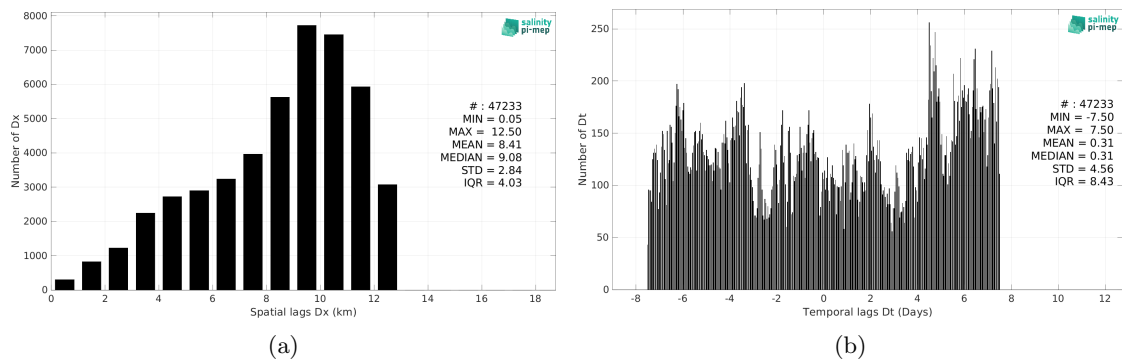 8000
7000
6000
5000
4000
3000
2000
1000
0
Number of Dx
0 2 4 6 8 10 12 14 16 18
Spatial lags Dx (km)
salinity
pi-mep
# : 47233
MIN = 0.05
MAX = 12.50
MEAN = 8.41
MEDIAN = 9.08
STD = 2.84
IQR = 4.03
(a)
250
200
150
100
50
0
Number of Dt
-8 -6 -4 -2 0 2 4 6 8 10 12
Temporal lags Dt (Days)
salinity
pi-mep
# : 47233
MIN = -7.50
MAX = 7.50
MEAN = 0.31
MEDIAN = 0.31
STD = 4.56
IQR = 8.43
(b)